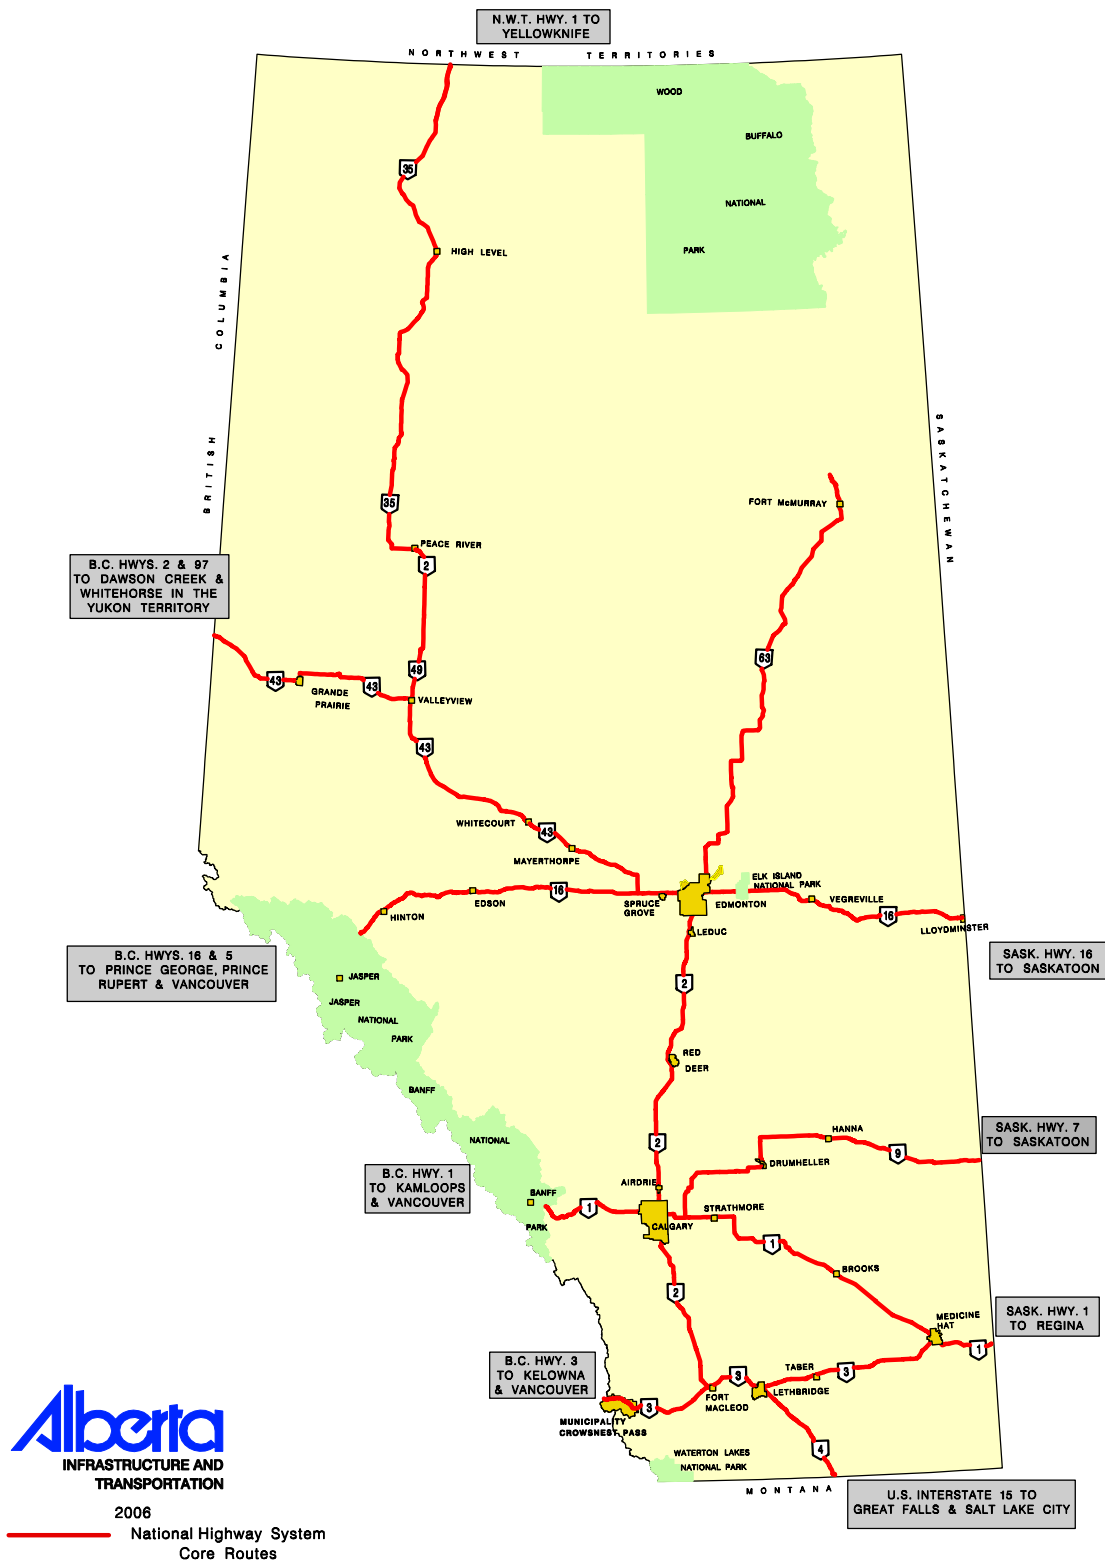 N.W.T. HWY. 1 TO
YELLOWKNIFE
NORTHWEST TERRITORIES
WOOD
BUFFALO
NATIONAL
PARK
35
HIGH LEVEL
BRITISH COLUMBIA
SASKATCHEWAN
35
FORT McMURRAY
PEACE RIVER
2
B.C. HWYS. 2 & 97
TO DAWSON CREEK &
WHITEHORSE IN THE
YUKON TERRITORY
63
49
43
43
GRANDE
PRAIRIE
VALLEYVIEW
43
WHITECOURT
43
MAYERTHORPE
ELK ISLAND
NATIONAL PARK
16
EDSON
SPRUCE
GROVE
EDMONTON
VEGREVILLE
HINTON
16
LLOYDMINSTER
LEDUC
B.C. HWYS. 16 & 5
TO PRINCE GEORGE, PRINCE
RUPERT & VANCOUVER
SASK. HWY. 16
TO SASKATOON
JASPER
2
JASPER
NATIONAL
PARK
RED
DEER
BANFF
NATIONAL
PARK
2
HANNA
SASK. HWY. 7
TO SASKATOON
9
DRUMHELLER
B.C. HWY. 1
TO KAMLOOPS
& VANCOUVER
AIRDRIE
BANFF
1
STRATHMORE
CALGARY
1
BROOKS
2
SASK. HWY. 1
TO REGINA
MEDICINE
HAT
1
B.C. HWY. 3
TO KELOWNA
& VANCOUVER
TABER
3
3
LETHBRIDGE
FORT
MACLEOD
3
MUNICIPALITY
CROWSNEST PASS
4
WATERTON LAKES
NATIONAL PARK
MONTANA
U.S. INTERSTATE 15 TO
GREAT FALLS & SALT LAKE CITY
Alberta
INFRASTRUCTURE AND
TRANSPORTATION
2006
National Highway System
Core Routes